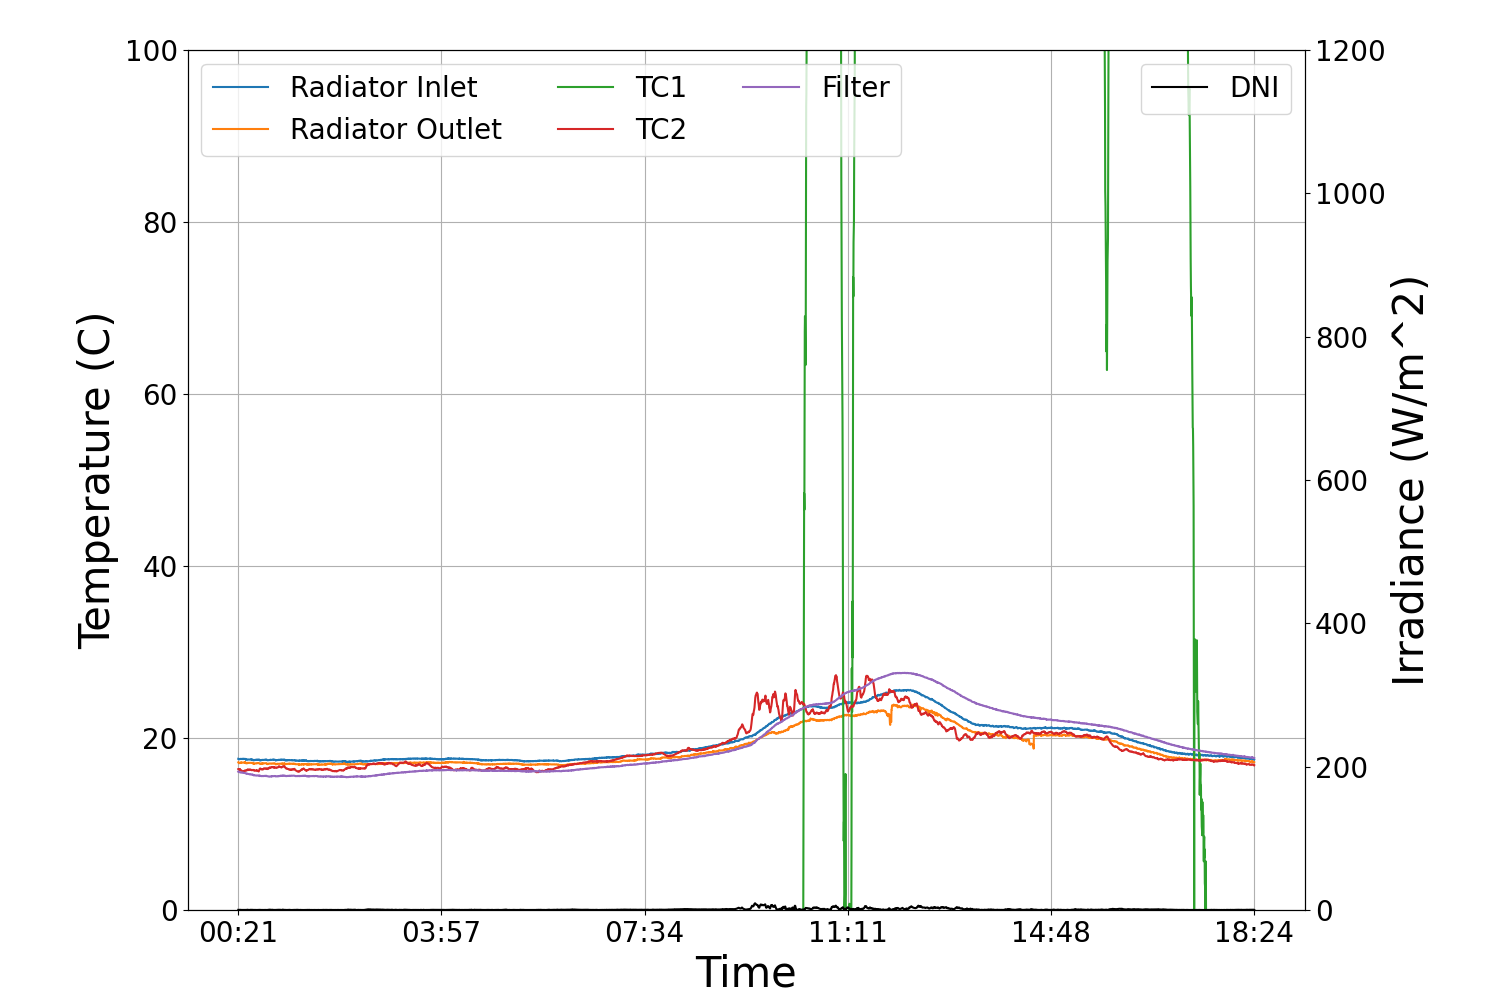 100
80
60
40
20
0
Temperature (C)
Radiator Inlet
Radiator Outlet
TC1
TC2
Filter
DNI
1200
1000
800
600
400
200
0
Irradiance (W/m^2)
00:21 03:57 07:34 11:11 14:48 18:24
Time